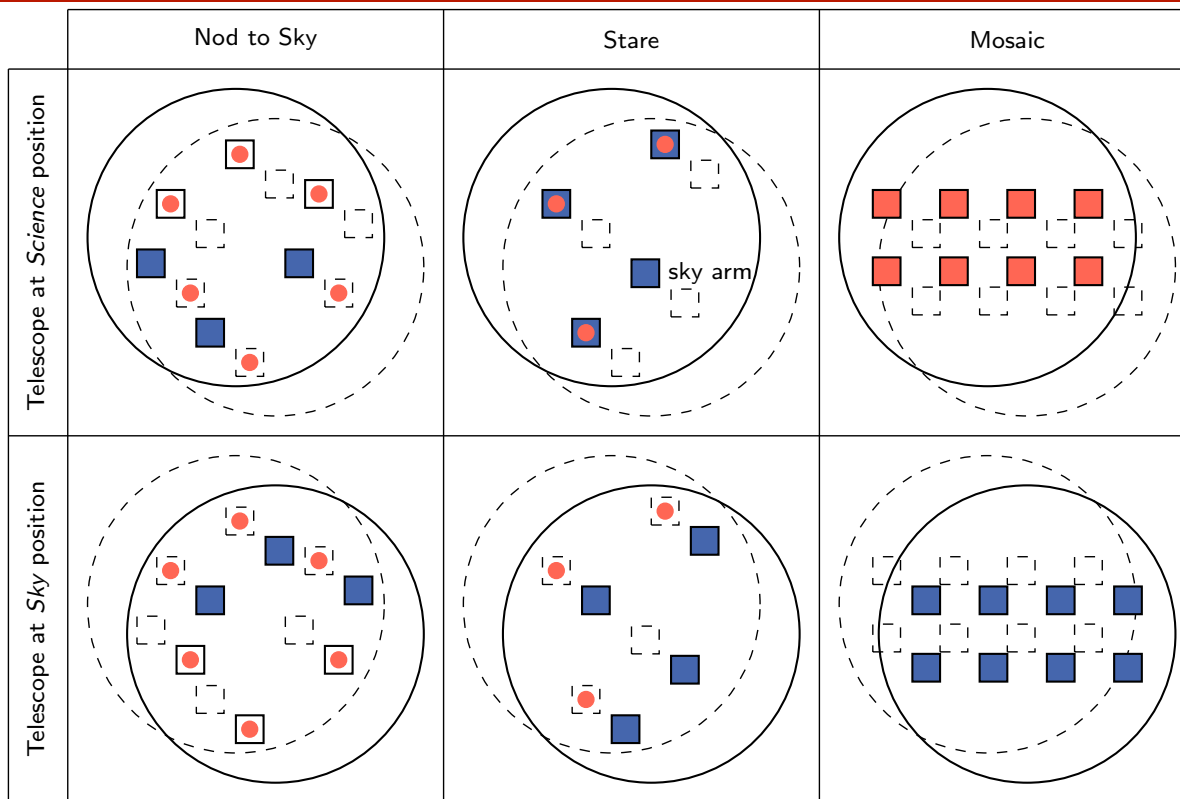 Nod to Sky
Stare
Mosaic
Telescope at Science position
sky arm
Telescope at Sky position